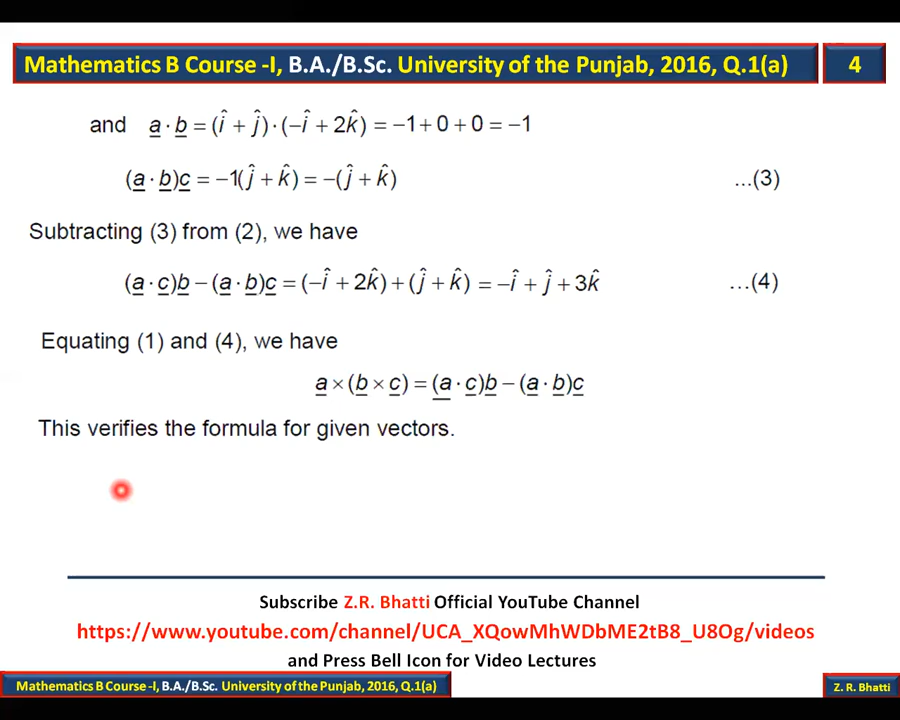 Mathematics B Course -I, B.A./B.Sc. University of the Punjab, 2016, Q.1(a) 4
and a · b = (î + ĵ) · (−î + 2k̂) = −1 + 0 + 0 = −1
(a · b)c = −1(ĵ + k̂) = −(ĵ + k̂) ...(3)
Subtracting (3) from (2), we have
(a · c)b − (a · b)c = (−î + 2k̂) + (ĵ + k̂) = −î + ĵ + 3k̂ ...(4)
Equating (1) and (4), we have
a × (b × c) = (a · c)b − (a · b)c
This verifies the formula for given vectors.
Subscribe Z.R. Bhatti Official YouTube Channel
https://www.youtube.com/channel/UCA_XQowMhWDbME2tB8_U8Og/videos
and Press Bell Icon for Video Lectures
Mathematics B Course -I, B.A./B.Sc. University of the Punjab, 2016, Q.1(a) Z. R. Bhatti